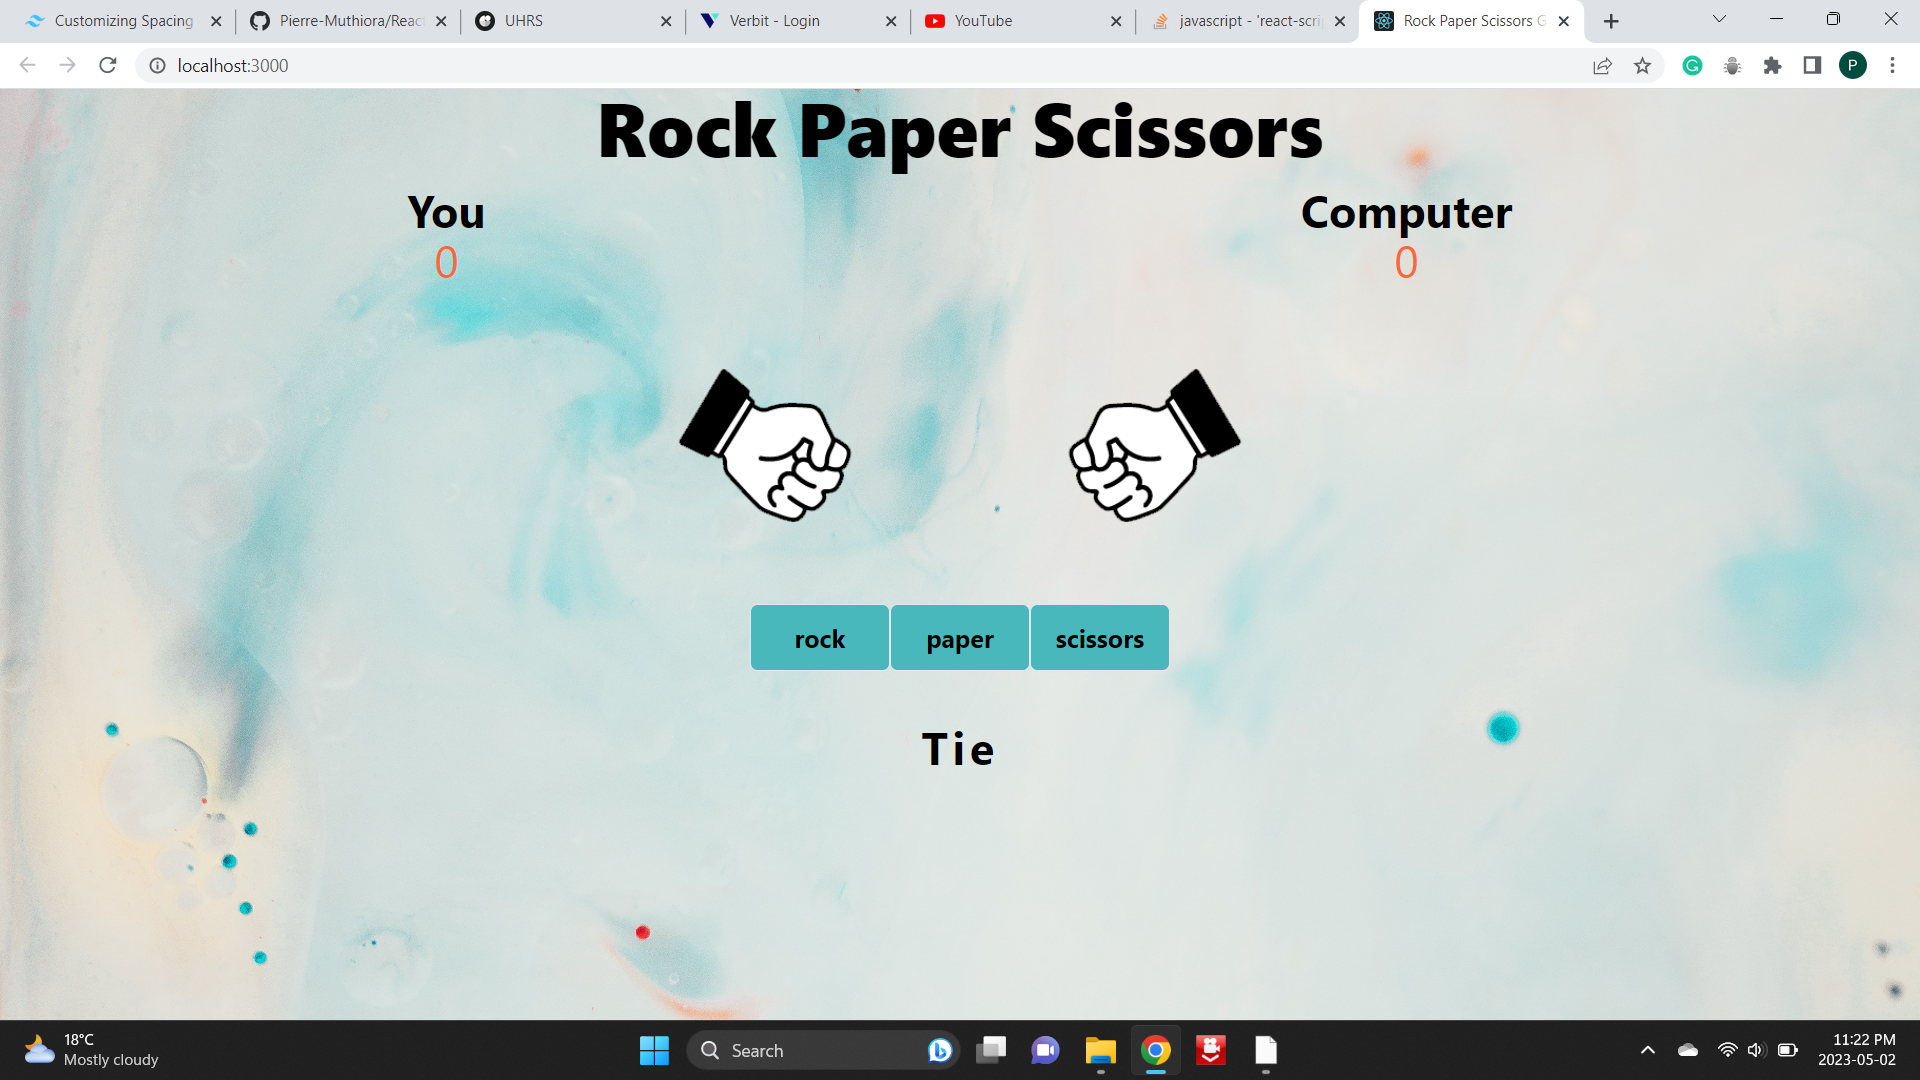 Customizing Spacing
Pierre-Muthiora/Reac
UHRS
Verbit - Login
YouTube
javascript - 'react-scri
Rock Paper Scissors G
localhost:3000
P
Rock Paper Scissors
You
Computer
0
0
rock
paper
scissors
Tie
18°C
Mostly cloudy
Search
11:22 PM
2023-05-02